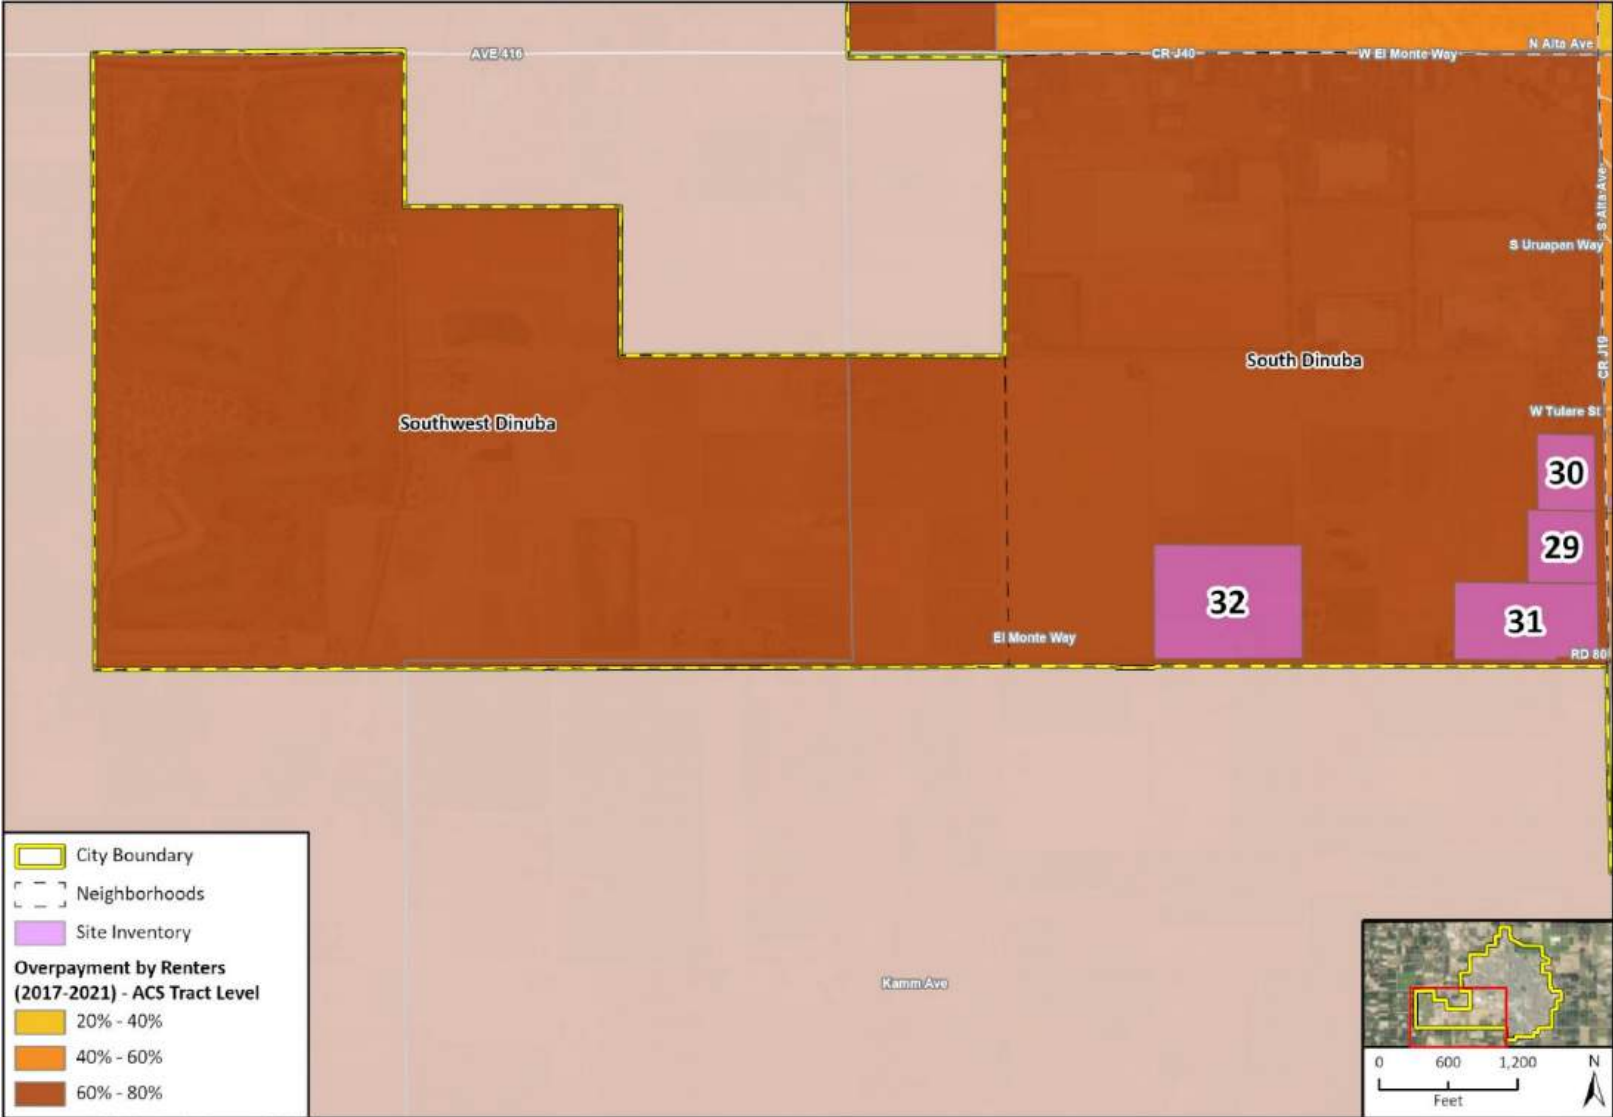 N Alta Ave
AVE 416
CR J40
W El Monte Way
S Alta Ave
S Uruapan Way
CR J19
South Dinuba
W Tulare St
Southwest Dinuba
30
29
32
31
El Monte Way
RD 80
Kamm Ave
City Boundary
Neighborhoods
Site Inventory
Overpayment by Renters
(2017-2021) - ACS Tract Level
20% - 40%
40% - 60%
60% - 80%
0 600 1,200
Feet
N